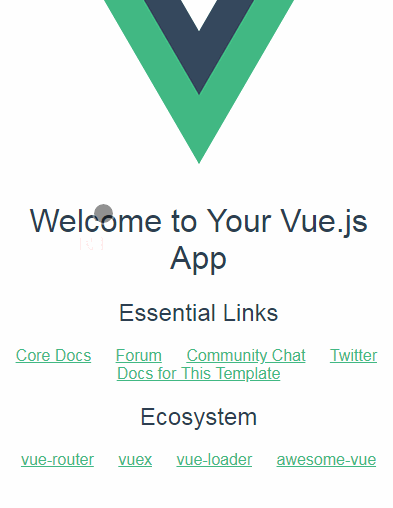 Welcome to Your Vue.js
App
Essential Links
Core Docs Forum Community Chat Twitter
Docs for This Template
Ecosystem
vue-router vuex vue-loader awesome-vue